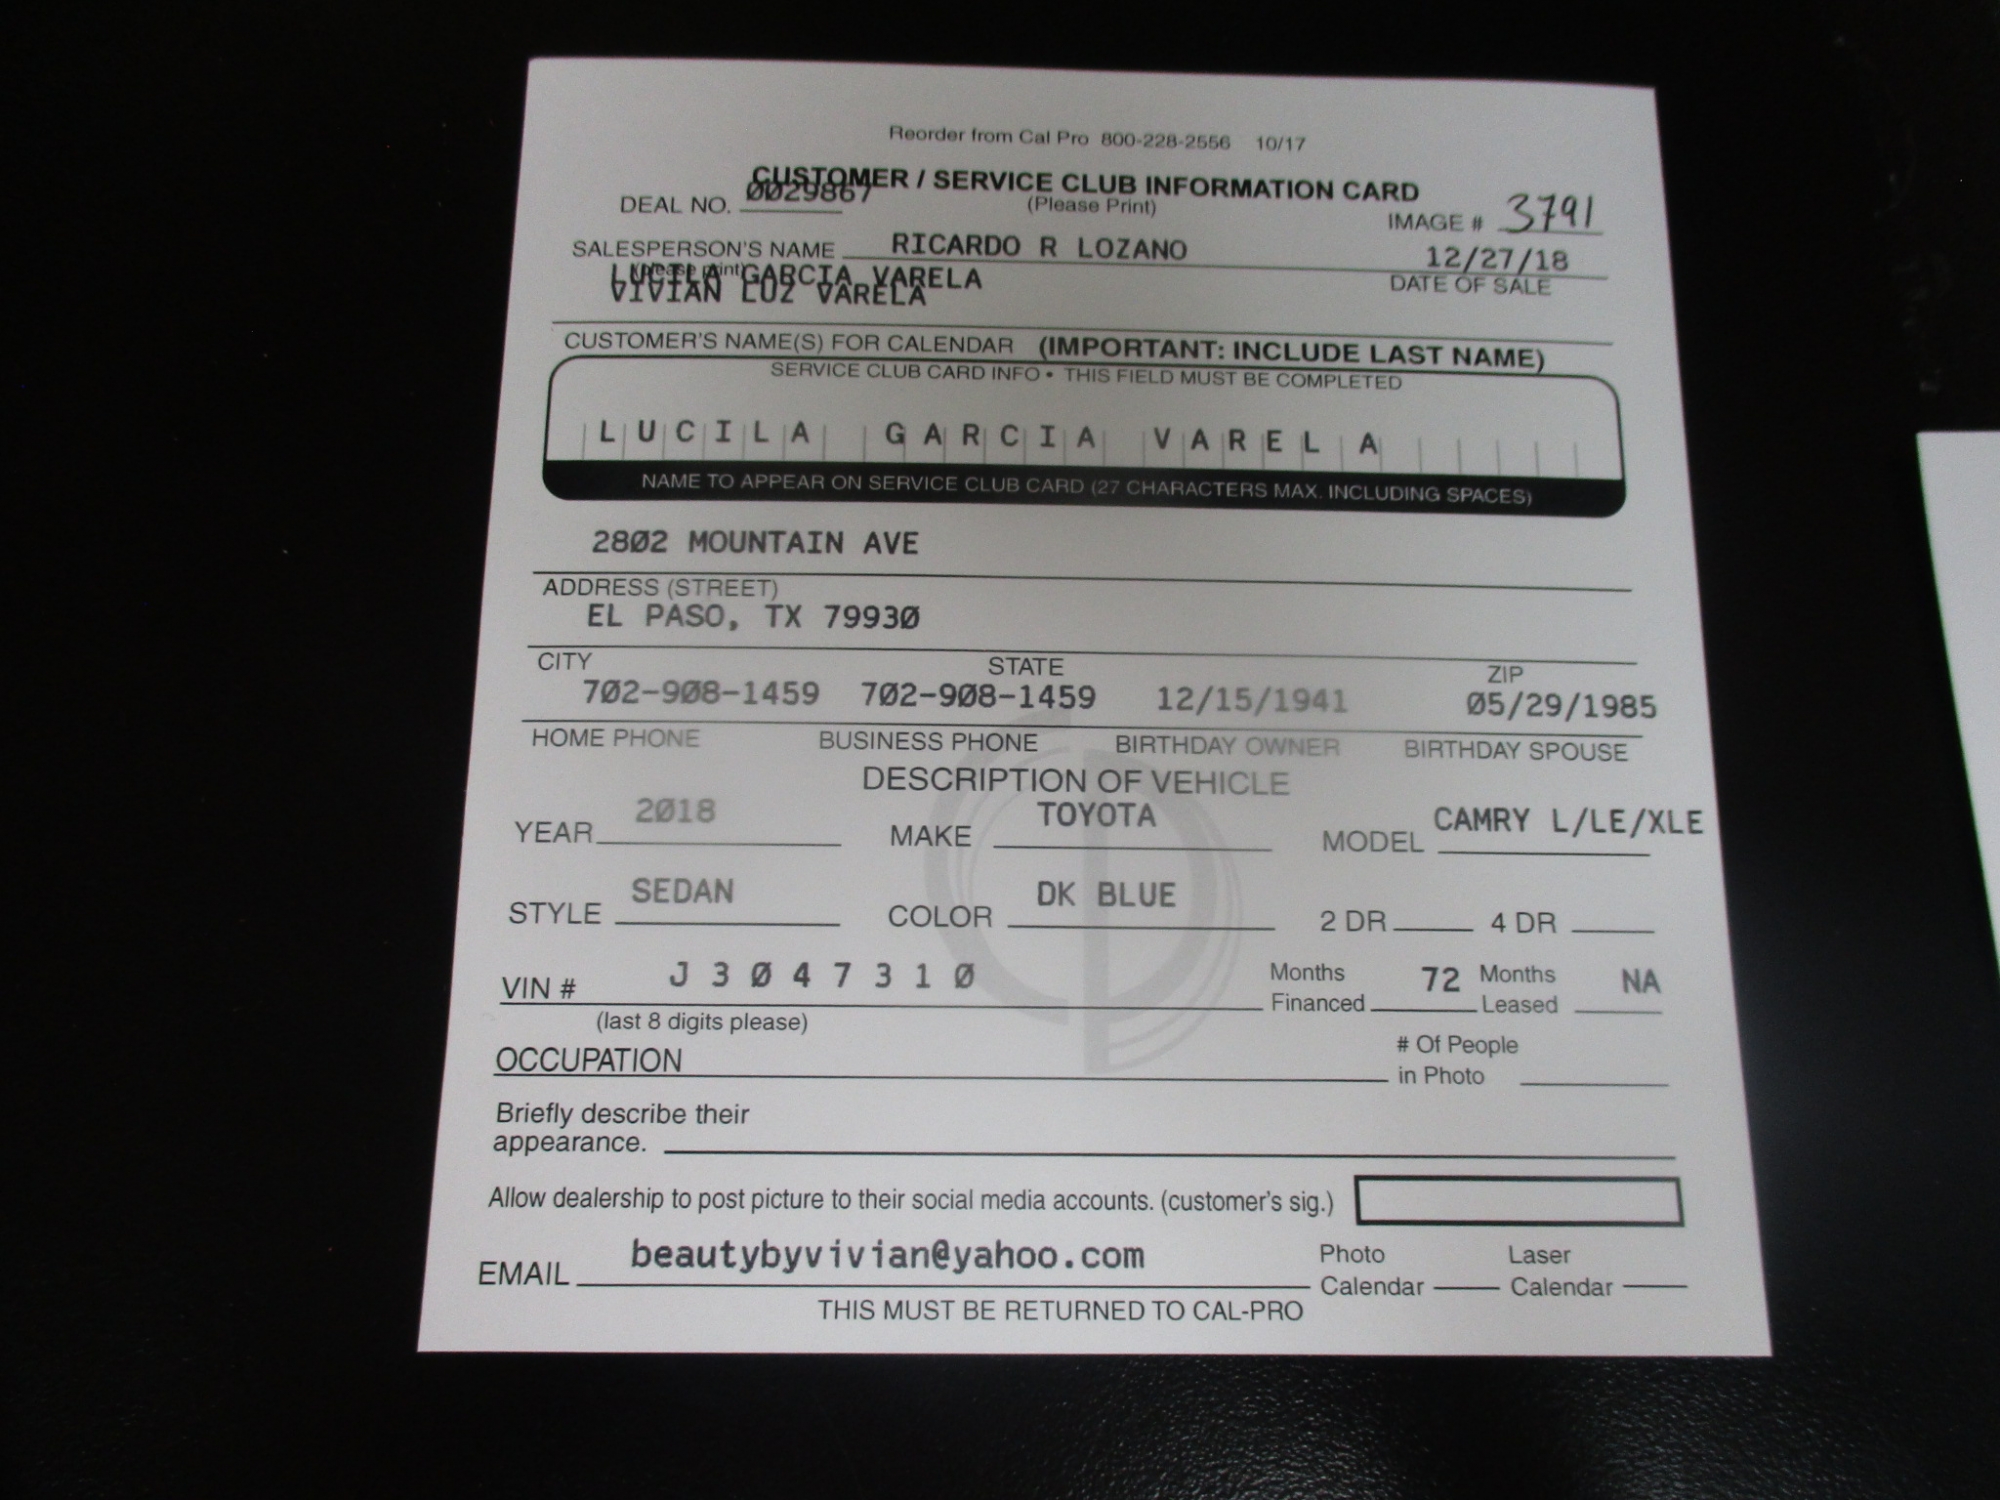 Reorder from Cal Pro 800-228-2556 10/17
CUSTOMER / SERVICE CLUB INFORMATION CARD
(Please Print)
DEAL NO. 0029867
IMAGE # 3791
SALESPERSON'S NAME RICARDO R LOZANO 12/27/18
(please print) DATE OF SALE
LUCILA GARCIA VARELA
VIVIAN LUZ VARELA
CUSTOMER'S NAME(S) FOR CALENDAR (IMPORTANT: INCLUDE LAST NAME)
SERVICE CLUB CARD INFO • THIS FIELD MUST BE COMPLETED
LUCILA GARCIA VARELA
NAME TO APPEAR ON SERVICE CLUB CARD (27 CHARACTERS MAX. INCLUDING SPACES)
2802 MOUNTAIN AVE
ADDRESS (STREET)
EL PASO, TX 79930
CITY STATE ZIP
702-908-1459 702-908-1459 12/15/1941 05/29/1985
HOME PHONE BUSINESS PHONE BIRTHDAY OWNER BIRTHDAY SPOUSE
DESCRIPTION OF VEHICLE
YEAR 2018 MAKE TOYOTA MODEL CAMRY L/LE/XLE
STYLE SEDAN COLOR DK BLUE 2 DR 4 DR
VIN # J3047310 Months Financed 72 Months Leased NA
(last 8 digits please)
OCCUPATION # Of People in Photo
Briefly describe their
appearance.
Allow dealership to post picture to their social media accounts. (customer's sig.)
EMAIL beautybyvivian@yahoo.com Photo Calendar Laser Calendar
THIS MUST BE RETURNED TO CAL-PRO